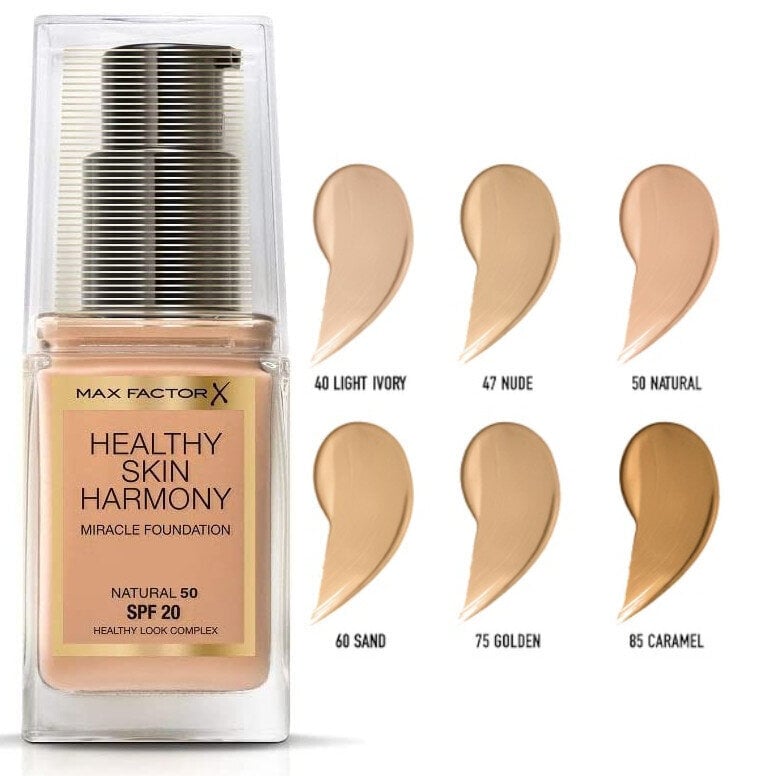 MAX FACTOR X
HEALTHY
SKIN
HARMONY
MIRACLE FOUNDATION
NATURAL 50
SPF 20
HEALTHY LOOK COMPLEX
40 LIGHT IVORY
47 NUDE
50 NATURAL
60 SAND
75 GOLDEN
85 CARAMEL